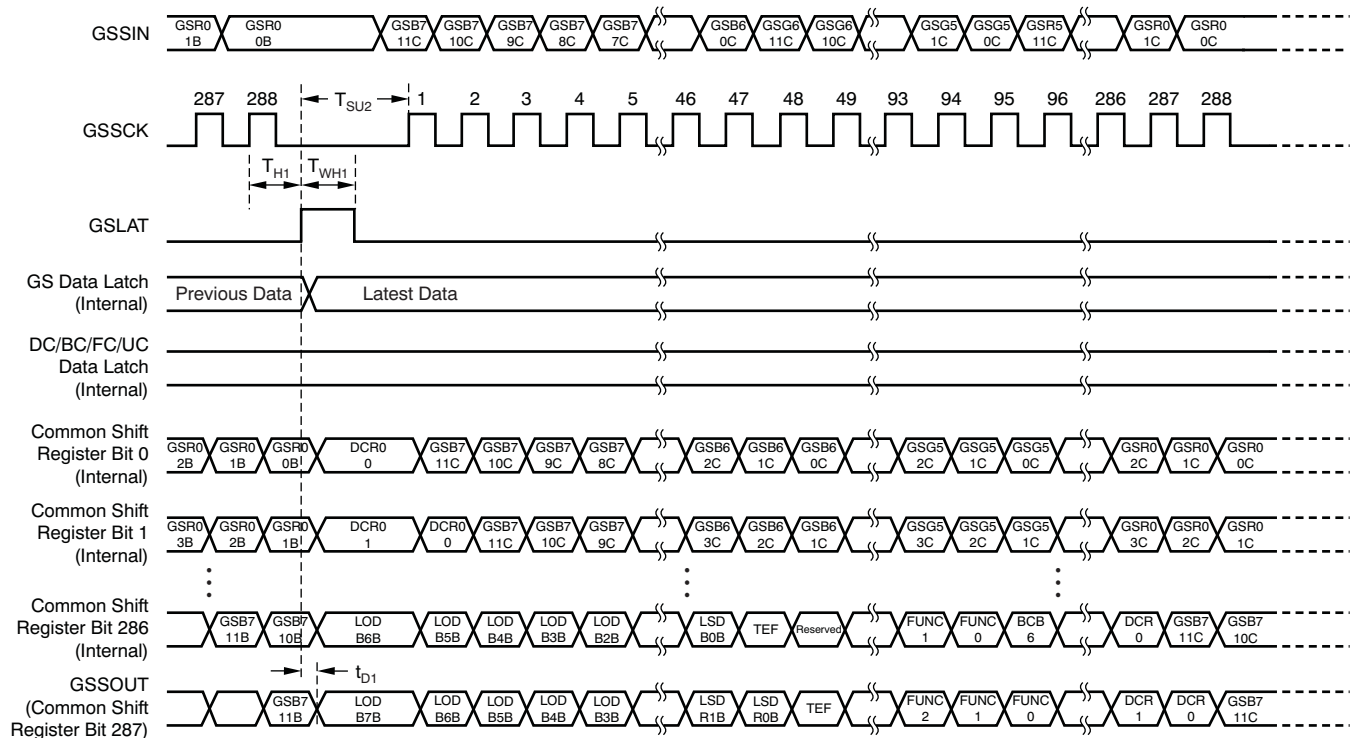 GSSIN
GSR0 GSR0 GSB7 GSB7 GSB7 GSB7 GSB7 GSB6 GSG6 GSG6 GSG5 GSG5 GSR5 GSR0 GSR0
1B 0B 11C 10C 9C 8C 7C 0C 11C 10C 1C 0C 11C 1C 0C
287 288 TSU2 1 2 3 4 5 46 47 48 49 93 94 95 96 286 287 288
GSSCK
TH1 TWH1
GSLAT
GS Data Latch
(Internal)
Previous Data Latest Data
DC/BC/FC/UC
Data Latch
(Internal)
Common Shift
Register Bit 0
(Internal)
GSR0 GSR0 GSR0 DCR0 GSB7 GSB7 GSB7 GSB7 GSB6 GSB6 GSB6 GSG5 GSG5 GSG5 GSR0 GSR0 GSR0
2B 1B 0B 0 11C 10C 9C 8C 2C 1C 0C 2C 1C 0C 2C 1C 0C
Common Shift
Register Bit 1
(Internal)
GSR0 GSR0 GSR0 DCR0 DCR0 GSB7 GSB7 GSB7 GSB6 GSB6 GSB6 GSG5 GSG5 GSG5 GSR0 GSR0 GSR0
3B 2B 1B 1 0 11C 10C 9C 3C 2C 1C 3C 2C 1C 3C 2C 1C
Common Shift
Register Bit 286
(Internal)
GSB7 GSB7 LOD LOD LOD LOD LOD LSD TEF Reserved FUNC FUNC BCB DCR GSB7 GSB7
11B 10B B6B B5B B4B B3B B2B B0B 1 0 6 0 11C 10C
tD1
GSSOUT
(Common Shift
Register Bit 287)
GSB7 LOD LOD LOD LOD LOD LSD LSD TEF FUNC FUNC FUNC DCR DCR GSB7
11B B7B B6B B5B B4B B3B R1B R0B 2 1 0 1 0 11C